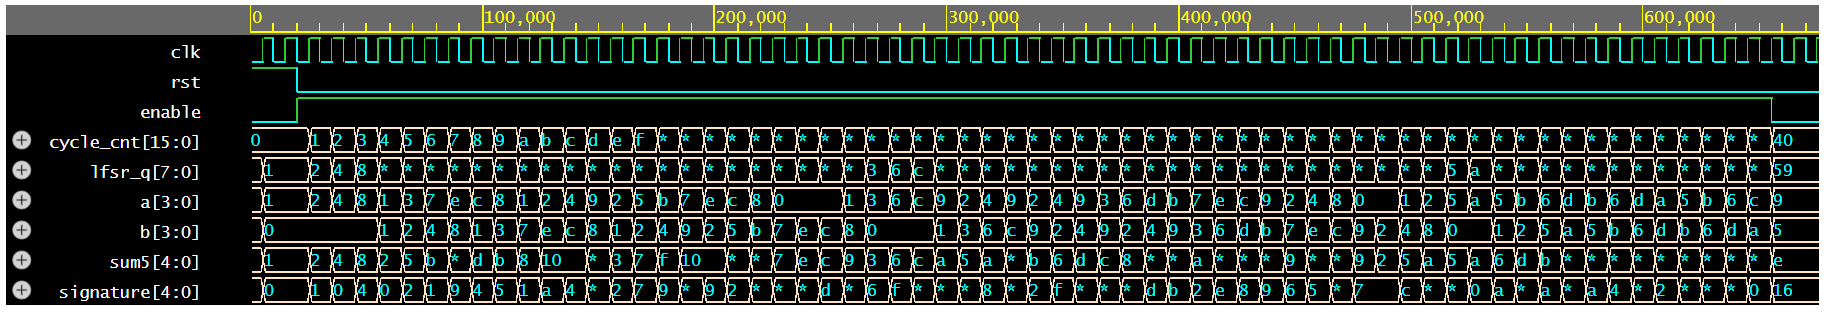 0 100,000 200,000 300,000 400,000 500,000 600,000
clk
rst
enable
cycle_cnt[15:0] 0 1 2 3 4 5 6 7 8 9 a b c d e f * * * * * * * * * * * * * * * * * * * * * * * * * * * * * * * * * * * * * * * * * * * * * * * * 40
lfsr_q[7:0] 1 2 4 8 * * * * * * * * * * * * * * * * * * * * * 3 6 c * * * * * * * * * * * * * * * * * * * * * * 5 a * * * * * * * * * * * * 59
a[3:0] 1 2 4 8 1 3 7 e c 8 1 2 4 9 2 5 b 7 e c 8 0 1 3 6 c 9 2 4 9 2 4 9 3 6 d b 7 e c 9 2 4 8 0 1 2 5 a 5 b 6 d b 6 d a 5 b 6 c 9
b[3:0] 0 1 2 4 8 1 3 7 e c 8 1 2 4 9 2 5 b 7 e c 8 0 1 3 6 c 9 2 4 9 2 4 9 3 6 d b 7 e c 9 2 4 8 0 1 2 5 a 5 b 6 d b 6 d a 5
sum5[4:0] 1 2 4 8 2 5 b * d b 8 10 * 3 7 f 10 * * 7 e c 9 3 6 c a 5 a * b 6 d c 8 * * a * * * 9 * * 9 2 5 a 5 a 6 d b * * * * * * * * * e
signature[4:0] 0 1 0 4 0 2 1 9 4 5 1 a 4 * 2 7 9 * 9 2 * * * d * 6 f * * * 8 * 2 f * * * d b 2 e 8 9 6 5 * 7 c * * 0 a * a * a 4 * 2 * * * 0 16